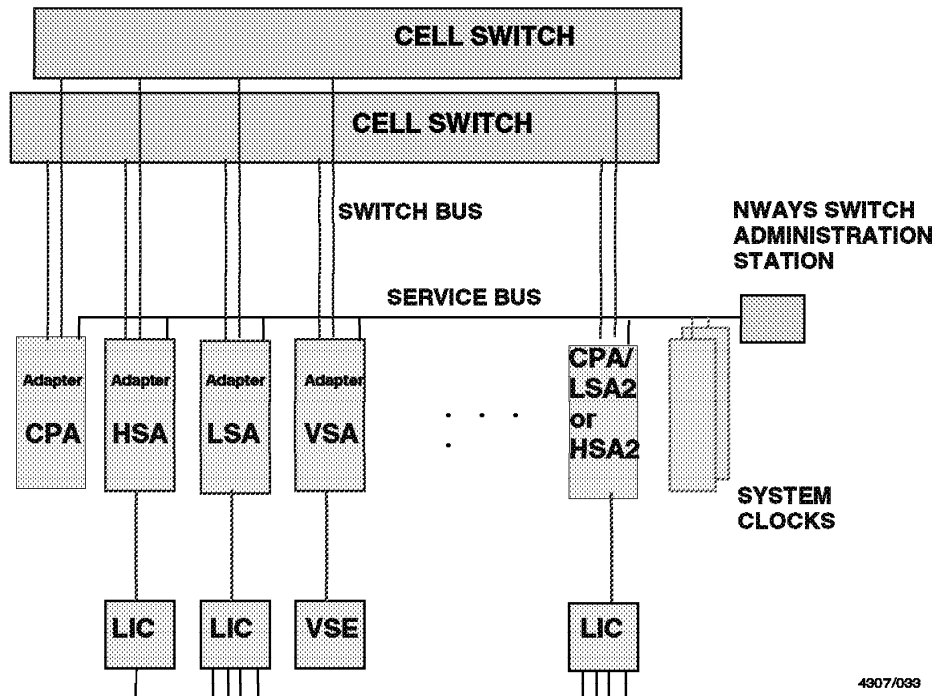 CELL SWITCH
CELL SWITCH
SWITCH BUS
NWAYS SWITCH
ADMINISTRATION
STATION
SERVICE BUS
Adapter
CPA
Adapter
HSA
Adapter
LSA
Adapter
VSA
. . .
.
CPA/
LSA2
or
HSA2
SYSTEM
CLOCKS
LIC
LIC
VSE
LIC
4307/033